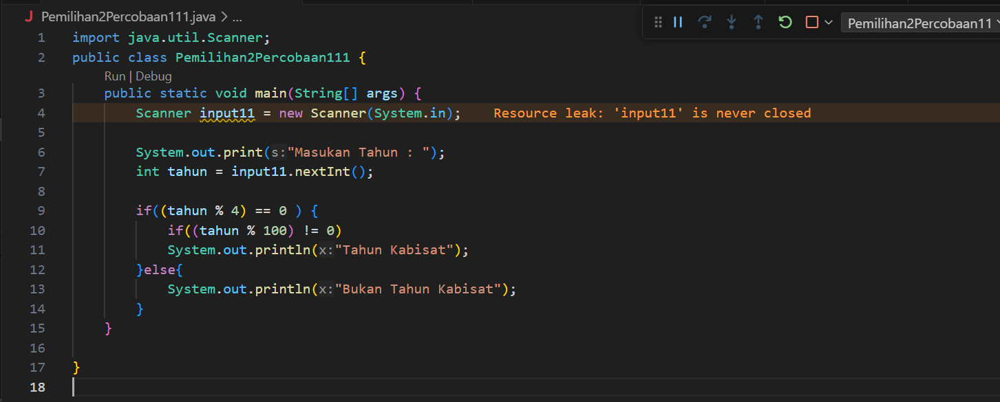 Pemilihan2Percobaan111.java > ...
Pemilihan2Percobaan11
1 import java.util.Scanner;
2 public class Pemilihan2Percobaan111 {
Run | Debug
3 public static void main(String[] args) {
4 Scanner input11 = new Scanner(System.in); Resource leak: 'input11' is never closed
5
6 System.out.print(s:"Masukan Tahun : ");
7 int tahun = input11.nextInt();
8
9 if((tahun % 4) == 0 ) {
10 if((tahun % 100) != 0)
11 System.out.println(x:"Tahun Kabisat");
12 }else{
13 System.out.println(x:"Bukan Tahun Kabisat");
14 }
15 }
16
17 }
18